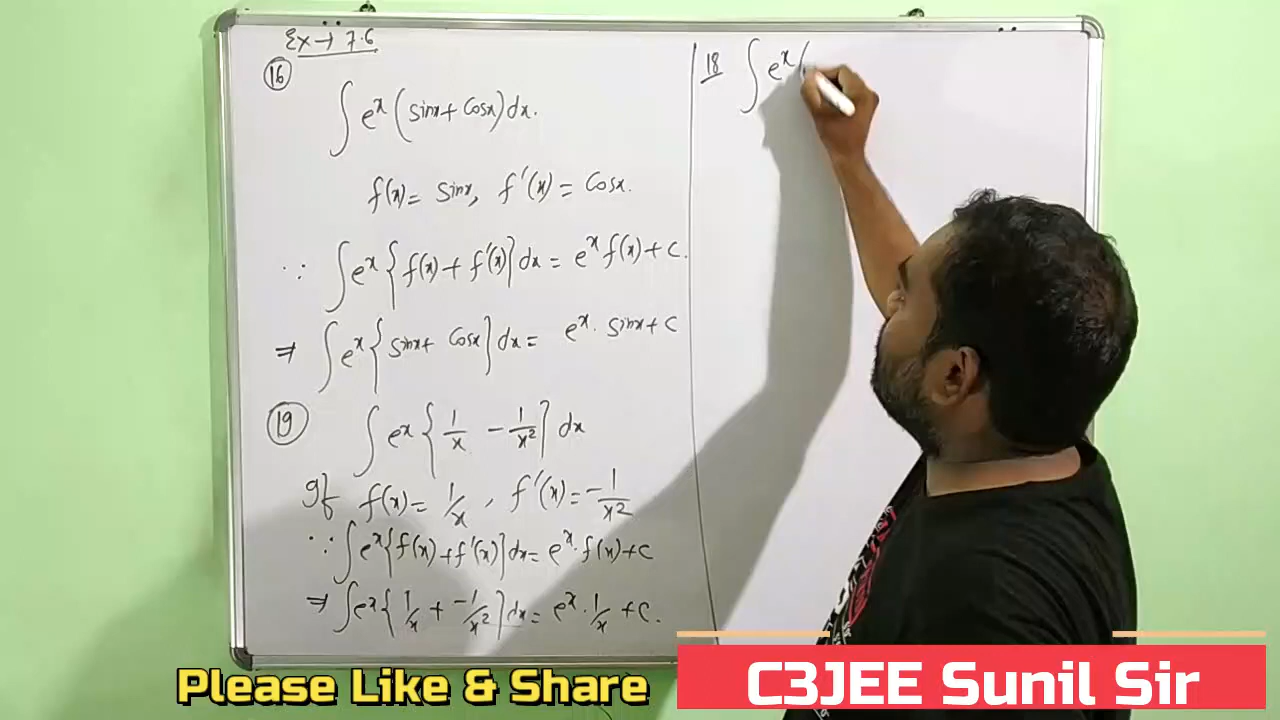 Ex → 7.6
16
∫ e^x (sinx + Cosx) dx.
f(x) = sinx, f'(x) = Cosx.
∵ ∫ e^x { f(x) + f'(x) } dx = e^x f(x) + c.
⇒ ∫ e^x { sinx + Cosx } dx = e^x . sinx + c
19
∫ e^x { 1/x - 1/x² } dx
If f(x) = 1/x, f'(x) = -1/x²
∵ ∫ e^x { f(x) + f'(x) } dx = e^x . f(x) + c
⇒ ∫ e^x { 1/x + -1/x² } dx = e^x . 1/x + c.
18 ∫ e^x (
Please Like & Share
C3JEE Sunil Sir